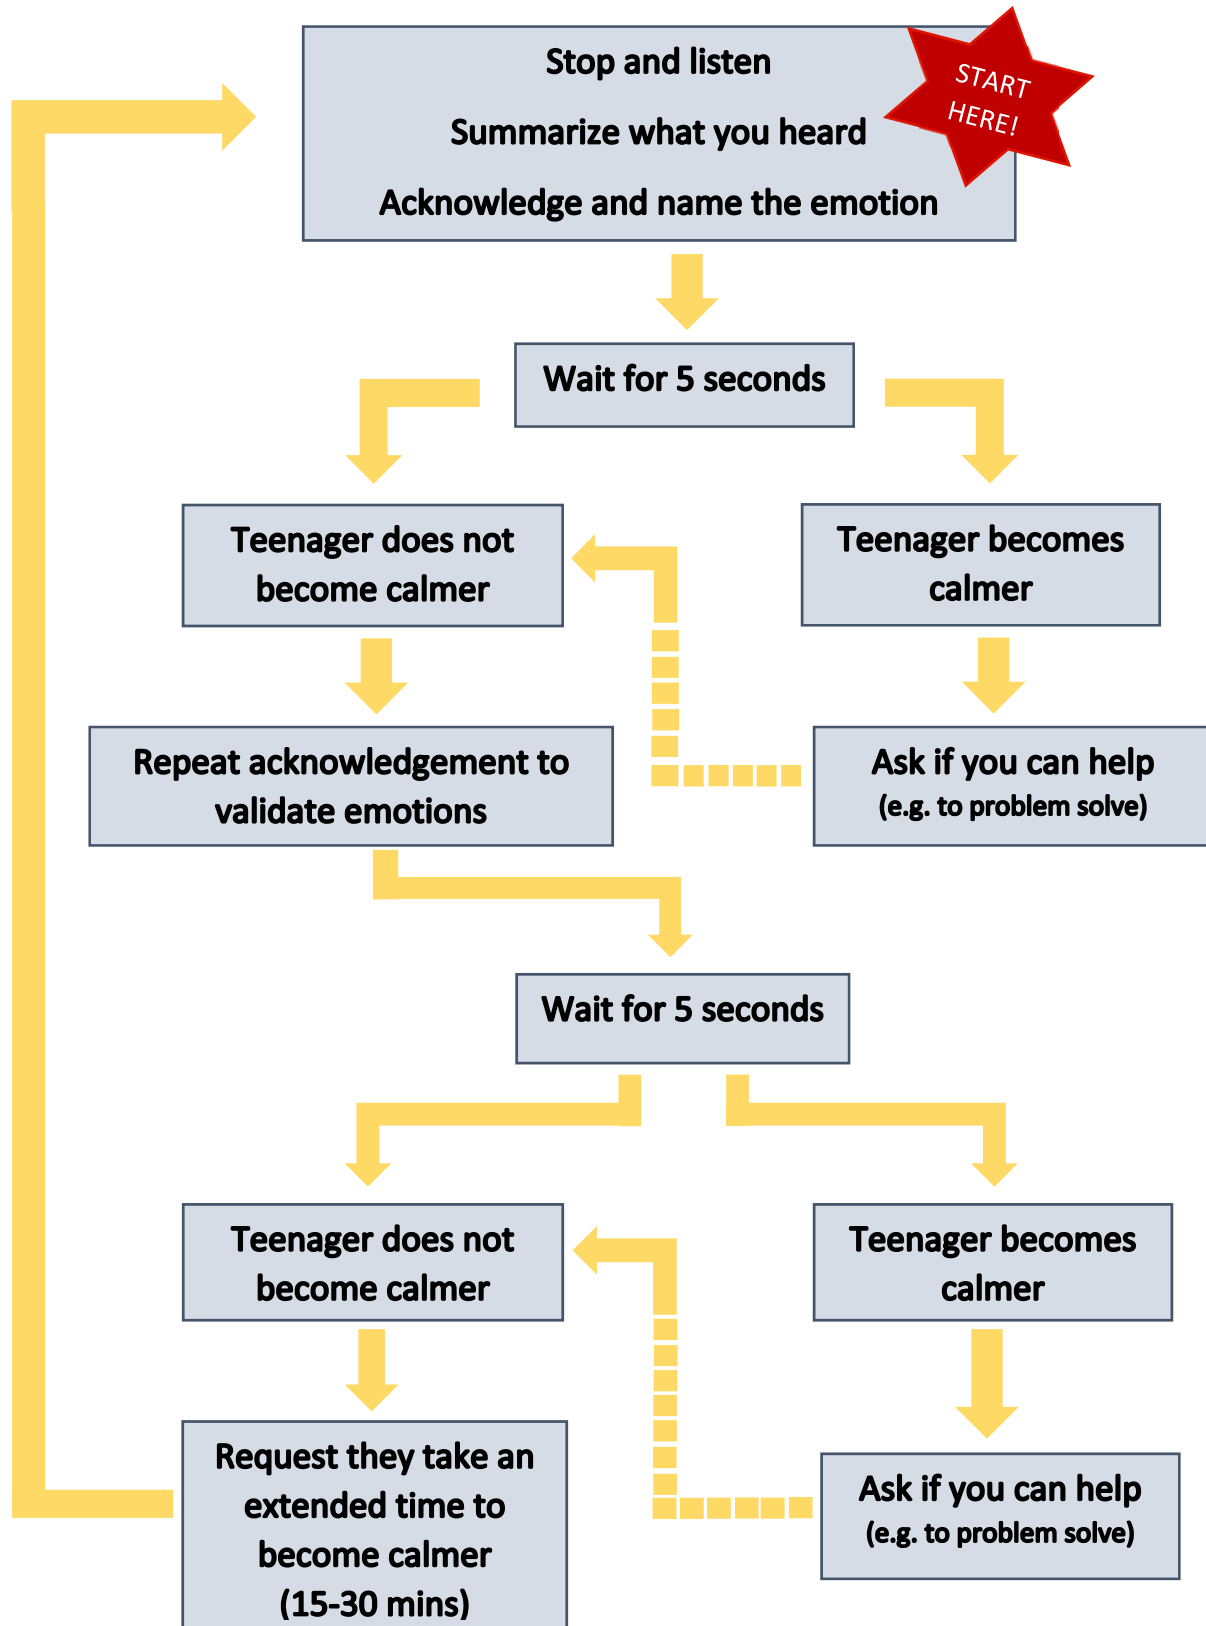 Stop and listen
START
HERE!
Summarize what you heard
Acknowledge and name the emotion
Wait for 5 seconds
Teenager does not
become calmer
Teenager becomes
calmer
Repeat acknowledgement to
validate emotions
Ask if you can help
(e.g. to problem solve)
Wait for 5 seconds
Teenager does not
become calmer
Teenager becomes
calmer
Request they take an
extended time to
become calmer
(15-30 mins)
Ask if you can help
(e.g. to problem solve)